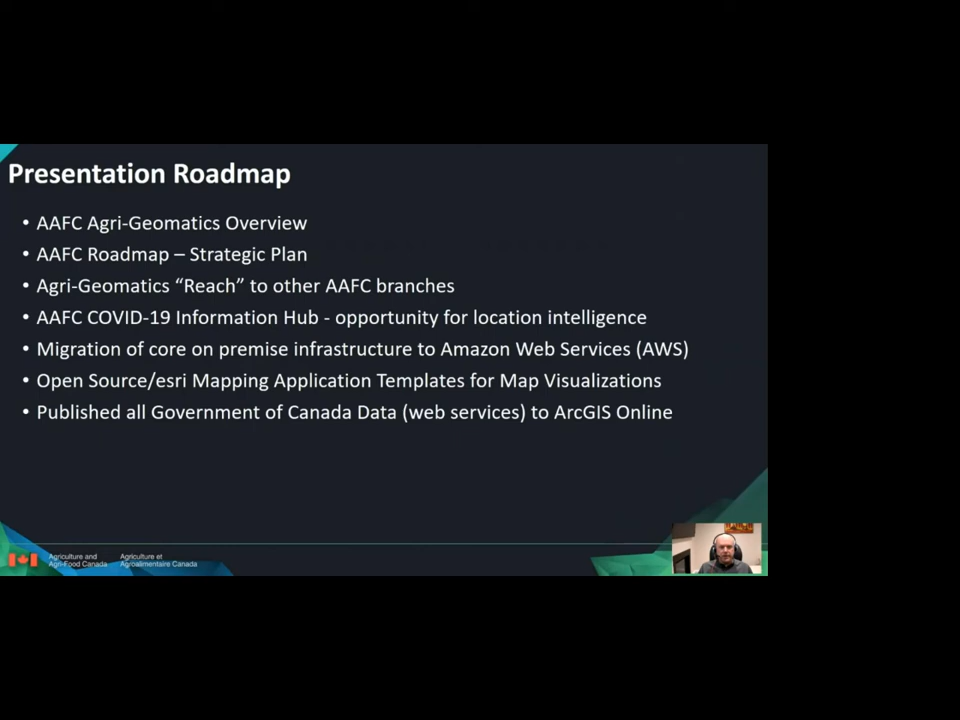 Presentation Roadmap
• AAFC Agri-Geomatics Overview
• AAFC Roadmap – Strategic Plan
• Agri-Geomatics “Reach” to other AAFC branches
• AAFC COVID-19 Information Hub - opportunity for location intelligence
• Migration of core on premise infrastructure to Amazon Web Services (AWS)
• Open Source/esri Mapping Application Templates for Map Visualizations
• Published all Government of Canada Data (web services) to ArcGIS Online
Agriculture and
Agri-Food Canada
Agriculture et
Agroalimentaire Canada